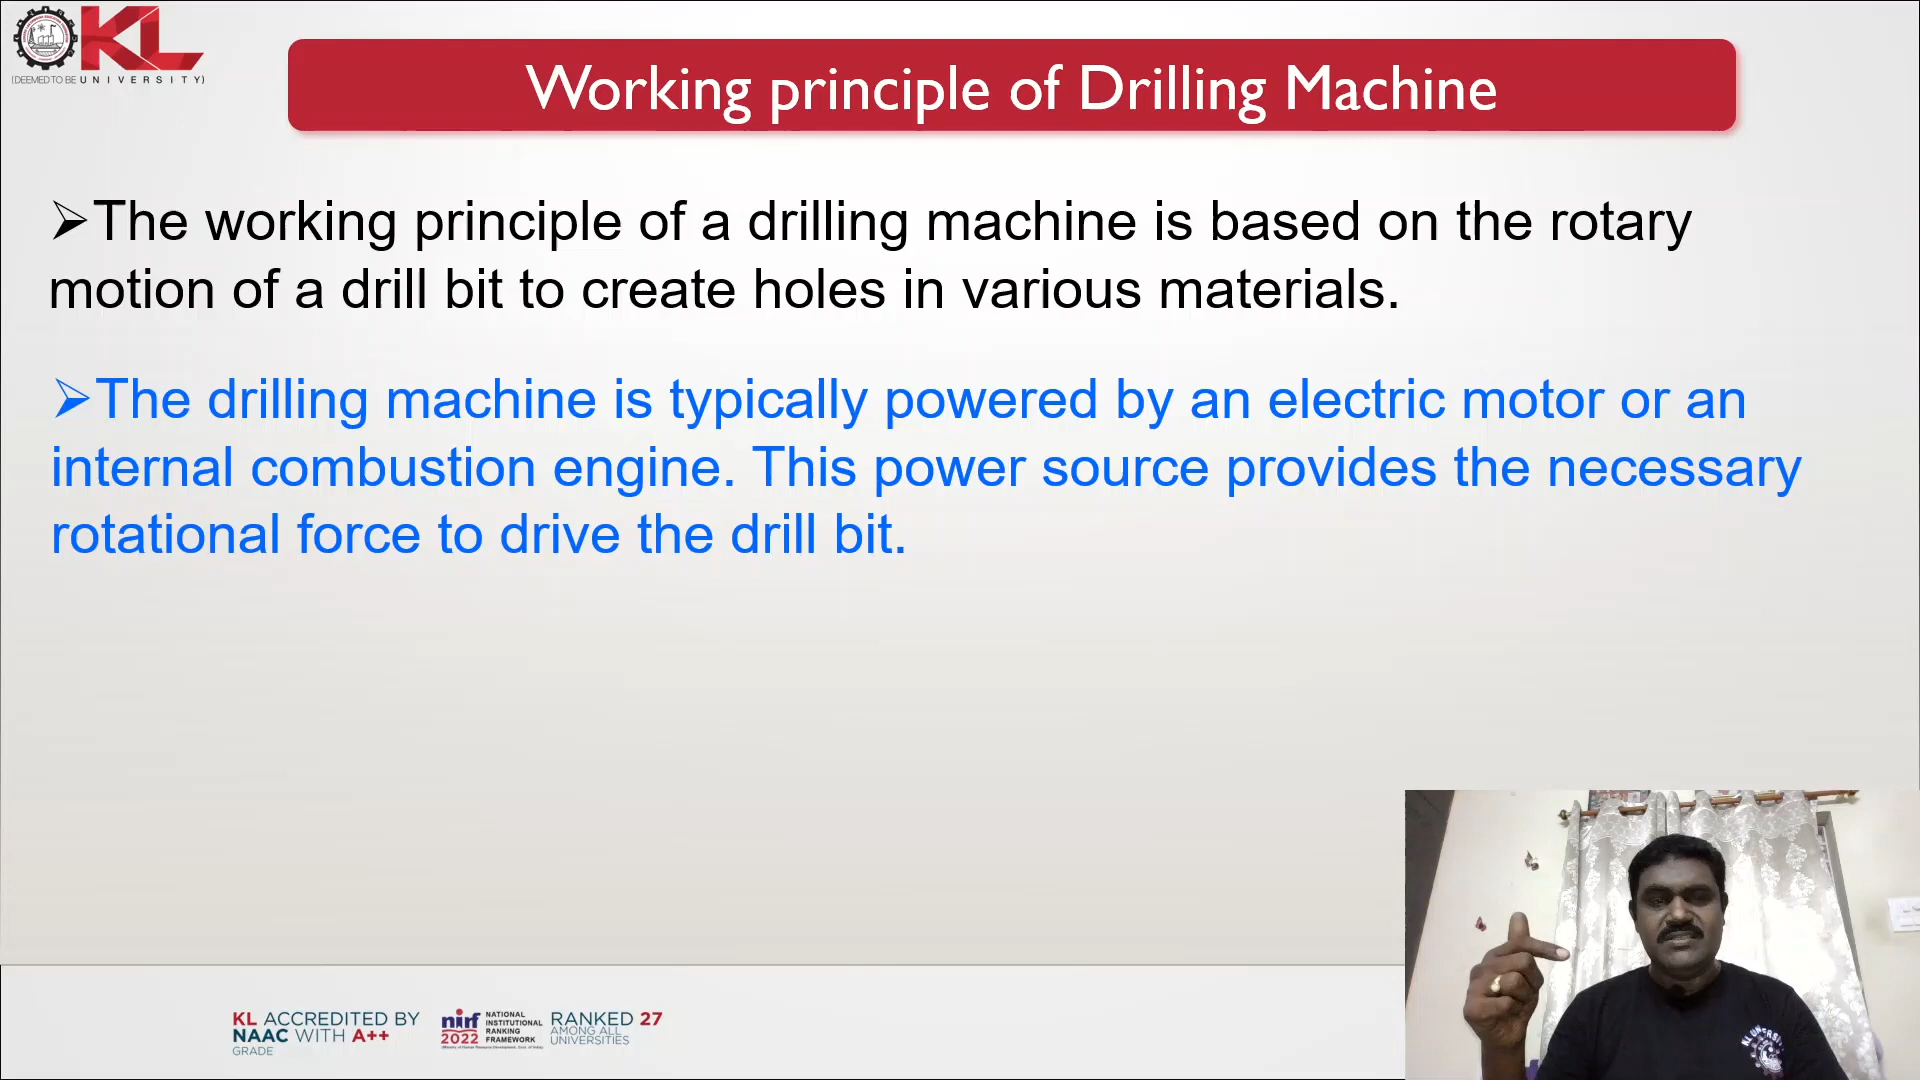 KL
(DEEMED TO BE UNIVERSITY)
Working principle of Drilling Machine
➢The working principle of a drilling machine is based on the rotary
motion of a drill bit to create holes in various materials.
➢The drilling machine is typically powered by an electric motor or an
internal combustion engine. This power source provides the necessary
rotational force to drive the drill bit.
KL ACCREDITED BY
NAAC WITH A++
GRADE
nirf
2022
NATIONAL
INSTITUTIONAL
RANKING
FRAMEWORK
RANKED 27
AMONG ALL
UNIVERSITIES